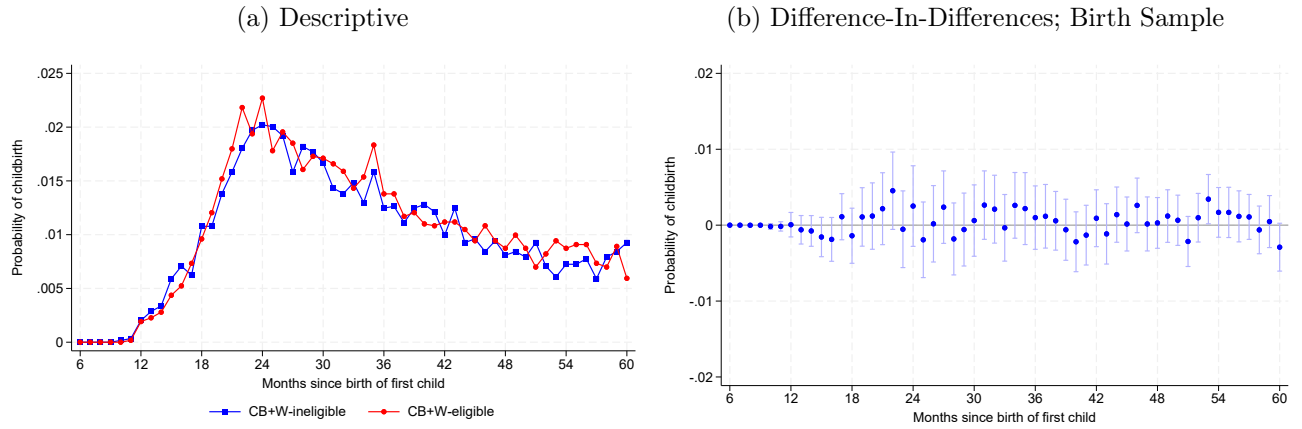 (a) Descriptive
.025
.02
.015
.01
.005
0
Probability of childbirth
6 12 18 24 30 36 42 48 54 60
Months since birth of first child
CB+W-ineligible CB+W-eligible
(b) Difference-In-Differences; Birth Sample
.02
.01
0
-.01
-.02
Probability of childbirth
6 12 18 24 30 36 42 48 54 60
Months since birth of first child